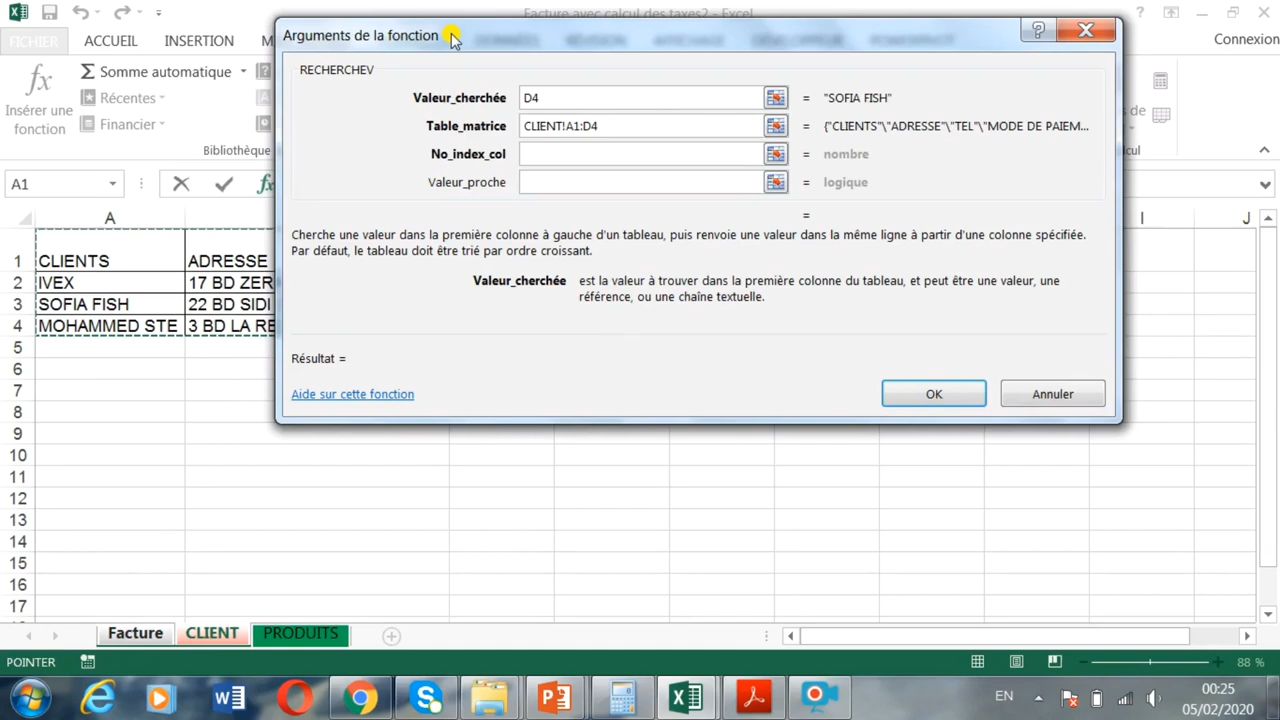 Facture avec calcul des taxes2 - Excel
Arguments de la fonction
FICHIER ACCUEIL INSERTION M
Connexion
RECHERCHEV
Somme automatique
Récentes
Financier
Insérer une
fonction
Bibliothèque
de
cul
Valeur_cherchée D4 = "SOFIA FISH"
Table_matrice CLIENT!A1:D4 = {"CLIENTS"\"ADRESSE"\"TEL"\"MODE DE PAIEM...
No_index_col = nombre
Valeur_proche = logique
=
A1 fx
Cherche une valeur dans la première colonne à gauche d'un tableau, puis renvoie une valeur dans la même ligne à partir d'une colonne spécifiée.
Par défaut, le tableau doit être trié par ordre croissant.
Valeur_cherchée est la valeur à trouver dans la première colonne du tableau, et peut être une valeur, une
référence, ou une chaîne textuelle.
Résultat =
Aide sur cette fonction OK Annuler
A I J
1 CLIENTS ADRESSE
2 IVEX 17 BD ZER
3 SOFIA FISH 22 BD SIDI
4 MOHAMMED STE 3 BD LA RE
5
6
7
8
9
10
11
12
13
14
15
16
17
Facture CLIENT PRODUITS
POINTER 88 %
EN 00:25
05/02/2020